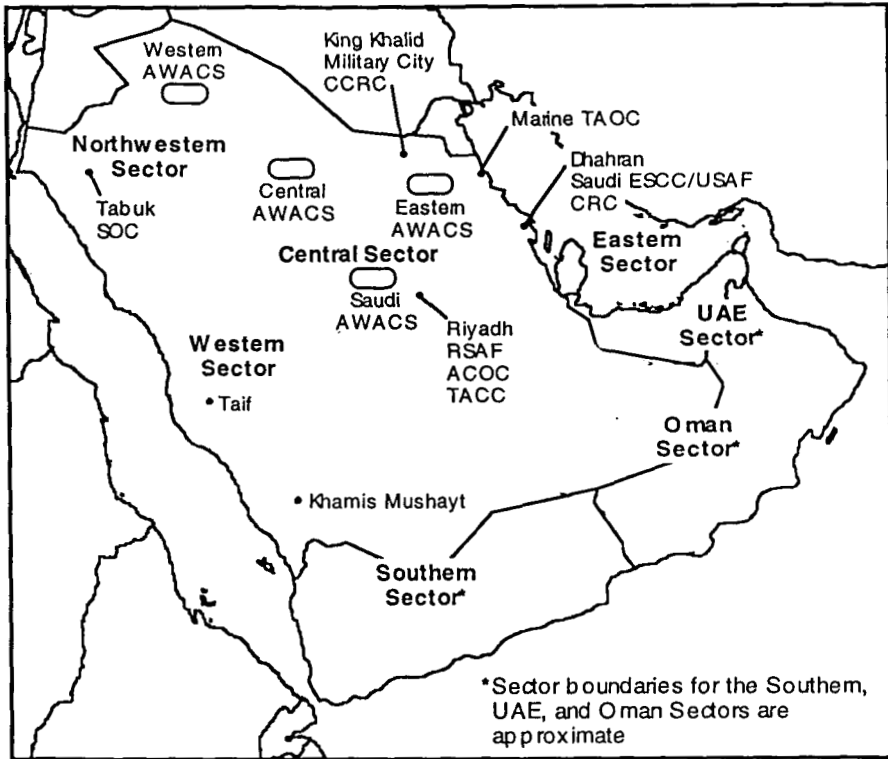 Western
AWACS
King Khalid
Military City
CCRC
Marine TAOC
Northwestern
Sector
Dhahran
Saudi ESCC/USAF
CRC
Tabuk
SOC
Central
AWACS
Eastern
AWACS
Eastern
Sector
Central Sector
Saudi
AWACS
UAE
Sector*
Riyadh
RSAF
ACOC
TACC
Western
Sector
Taif
Oman
Sector*
Khamis Mushayt
Southern
Sector*
*Sector boundaries for the Southern,
UAE, and Oman Sectors are
approximate